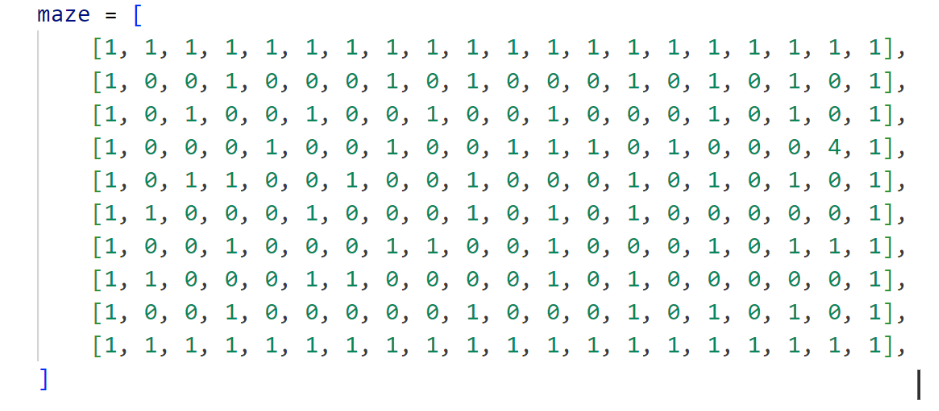 maze = [
[1, 1, 1, 1, 1, 1, 1, 1, 1, 1, 1, 1, 1, 1, 1, 1, 1, 1, 1, 1],
[1, 0, 0, 1, 0, 0, 0, 1, 0, 1, 0, 0, 0, 1, 0, 1, 0, 1, 0, 1],
[1, 0, 1, 0, 0, 1, 0, 0, 1, 0, 0, 1, 0, 0, 0, 1, 0, 1, 0, 1],
[1, 0, 0, 0, 1, 0, 0, 1, 0, 0, 1, 1, 1, 0, 1, 0, 0, 0, 4, 1],
[1, 0, 1, 1, 0, 0, 1, 0, 0, 1, 0, 0, 0, 1, 0, 1, 0, 1, 0, 1],
[1, 1, 0, 0, 0, 1, 0, 0, 0, 1, 0, 1, 0, 1, 0, 0, 0, 0, 0, 1],
[1, 0, 0, 1, 0, 0, 0, 1, 1, 0, 0, 1, 0, 0, 0, 1, 0, 1, 1, 1],
[1, 1, 0, 0, 0, 1, 1, 0, 0, 0, 0, 1, 0, 1, 0, 0, 0, 0, 0, 1],
[1, 0, 0, 1, 0, 0, 0, 0, 0, 1, 0, 0, 0, 1, 0, 1, 0, 1, 0, 1],
[1, 1, 1, 1, 1, 1, 1, 1, 1, 1, 1, 1, 1, 1, 1, 1, 1, 1, 1, 1],
]